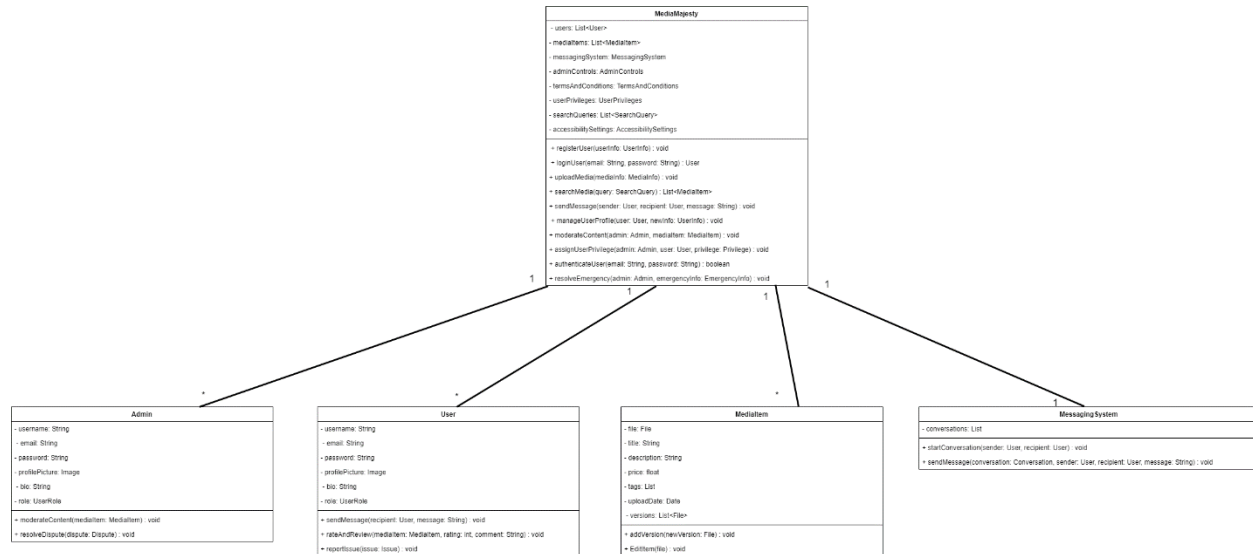 MediaMajesty
- users: List<User>
- mediaItems: List<MediaItem>
- messagingSystem: MessagingSystem
- adminControls: AdminControls
- termsAndConditions: TermsAndConditions
- userPrivileges: UserPrivileges
- searchQueries: List<SearchQuery>
- accessibilitySettings: AccessibilitySettings
+ registerUser(userInfo: UserInfo) : void
+ loginUser(email: String, password: String) : User
+ uploadMedia(mediaInfo: MediaInfo) : void
+ searchMedia(query: SearchQuery) : List<MediaItem>
+ sendMessage(sender: User, recipient: User, message: String) : void
+ manageUserProfile(user: User, newInfo: UserInfo) : void
+ moderateContent(admin: Admin, mediaItem: MediaItem) : void
+ assignUserPrivilege(admin: Admin, user: User, privilege: Privilege) : void
+ authenticateUser(email: String, password: String) : boolean
+ resolveEmergency(admin: Admin, emergencyInfo: EmergencyInfo) : void
1
1
1
1
*
*
*
1
Admin
- username: String
- email: String
- password: String
- profilePicture: Image
- bio: String
- role: UserRole
+ moderateContent(mediaItem: MediaItem) : void
+ resolveDispute(dispute: Dispute) : void
User
- username: String
- email: String
- password: String
- profilePicture: Image
- bio: String
- role: UserRole
+ sendMessage(recipient: User, message: String) : void
+ rateAndReview(mediaItem: MediaItem, rating: int, comment: String) : void
+ reportIssue(issue: Issue) : void
MediaItem
- file: File
- title: String
- description: String
- price: float
- tags: List
- uploadDate: Date
- versions: List<File>
+ addVersion(newVersion: File) : void
+ EditItem(file) : void
MessagingSystem
- conversations: List
+ startConversation(sender: User, recipient: User) : void
+ sendMessage(conversation: Conversation, sender: User, recipient: User, message: String) : void